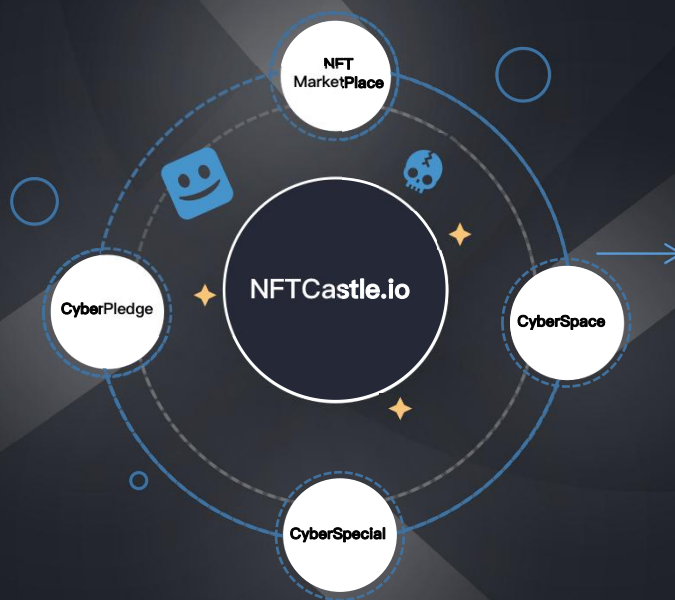 NFT
MarketPlace
NFTCastle.io
CyberPledge
CyberSpace
CyberSpecial